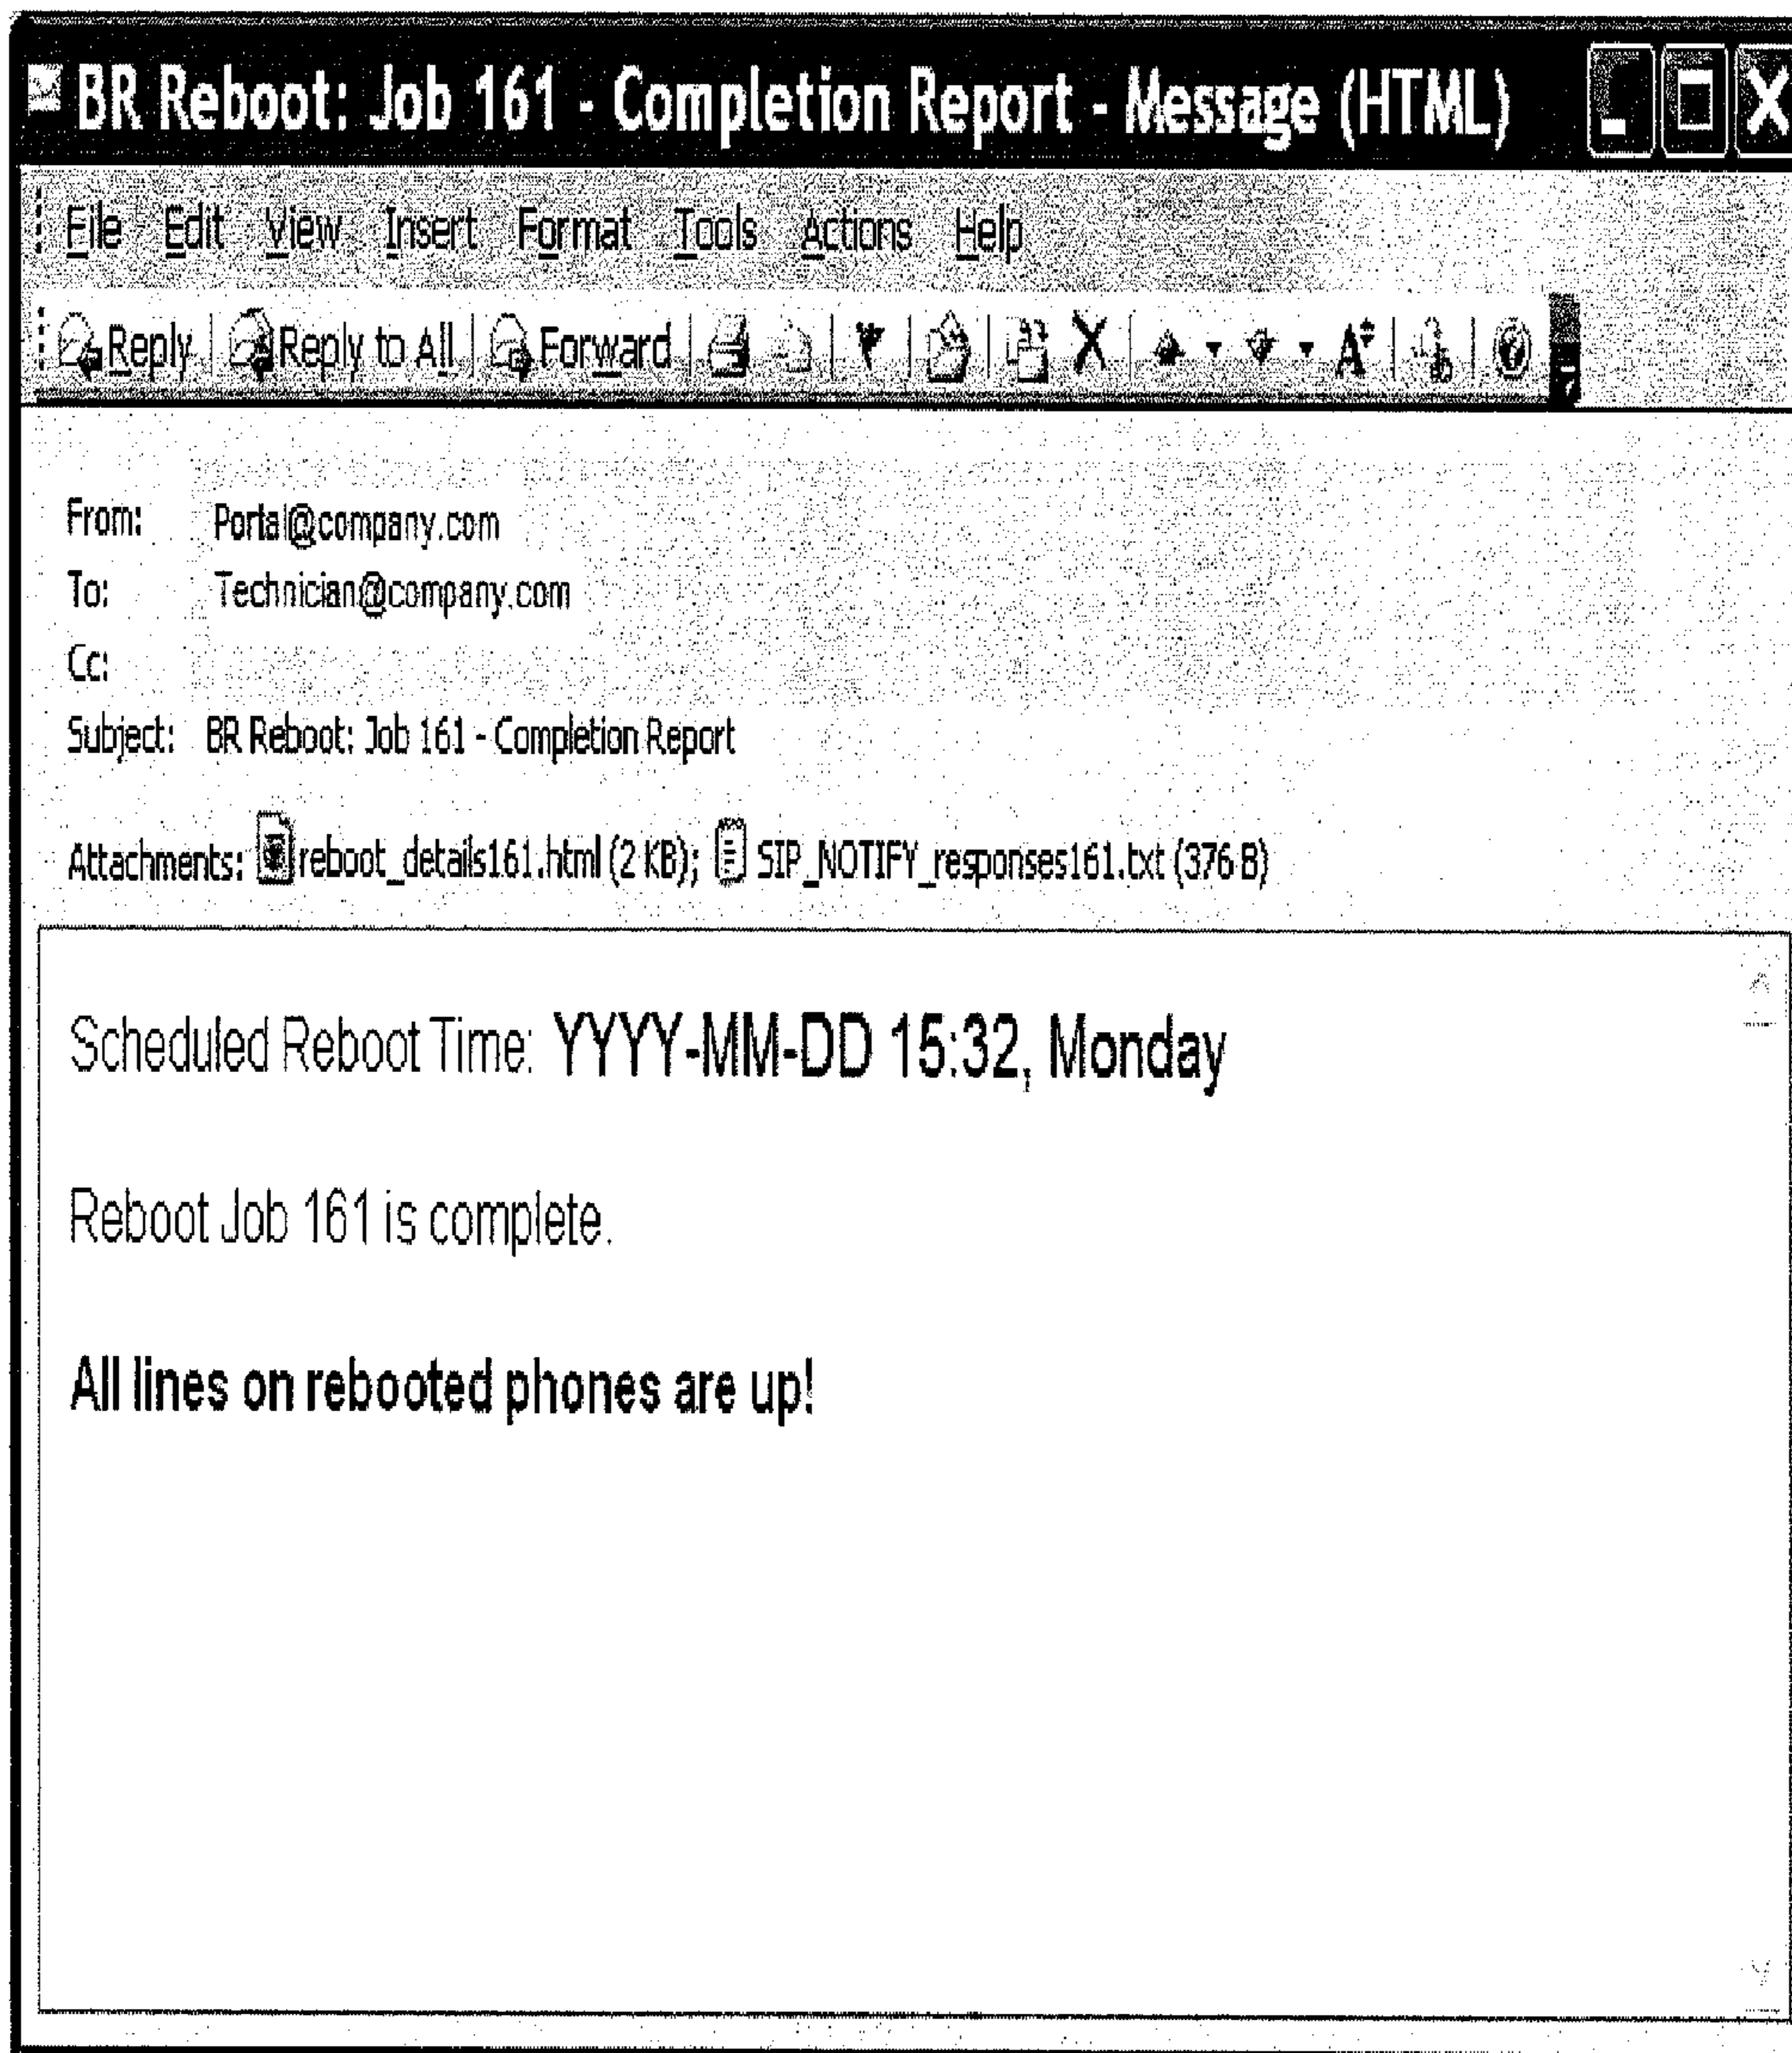 BR Reboot: Job 161 - Completion Report - Message (HTML)
File Edit View Insert Format Tools Actions Help
Reply Reply to All Forward
From: Portal@company.com
To: Technician@company.com
Cc:
Subject: BR Reboot: Job 161 - Completion Report
Attachments: reboot_details161.html (2 KB); SIP_NOTIFY_responses161.txt (376 B)
Scheduled Reboot Time: YYYY-MM-DD 15:32, Monday
Reboot Job 161 is complete.
All lines on rebooted phones are up!